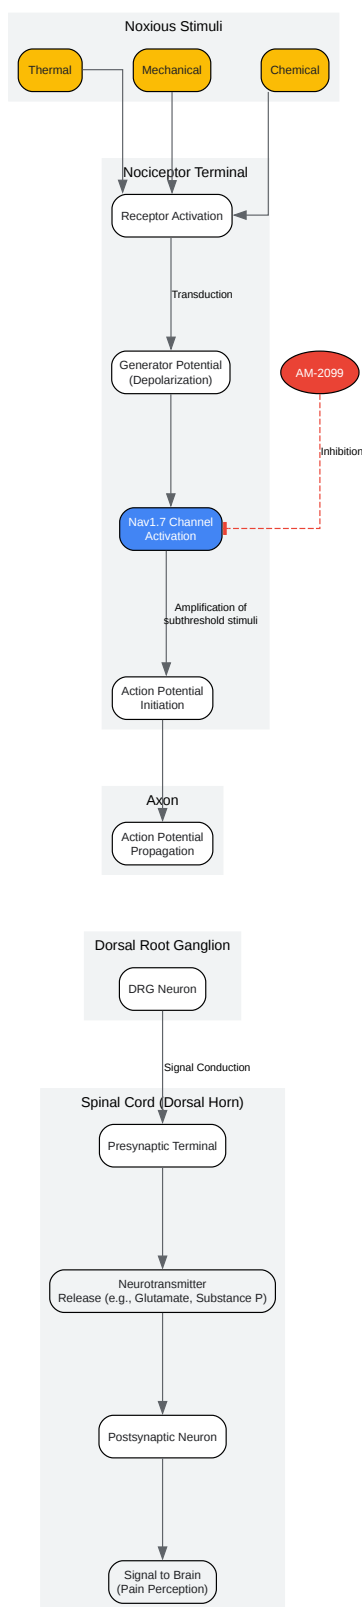 Noxious Stimuli
Thermal
Mechanical
Chemical
Nociceptor Terminal
Receptor Activation
Transduction
Generator Potential
(Depolarization)
AM-2099
Inhibition
Nav1.7 Channel
Activation
Amplification of
subthreshold stimuli
Action Potential
Initiation
Axon
Action Potential
Propagation
Dorsal Root Ganglion
DRG Neuron
Signal Conduction
Spinal Cord (Dorsal Horn)
Presynaptic Terminal
Neurotransmitter
Release (e.g., Glutamate, Substance P)
Postsynaptic Neuron
Signal to Brain
(Pain Perception)